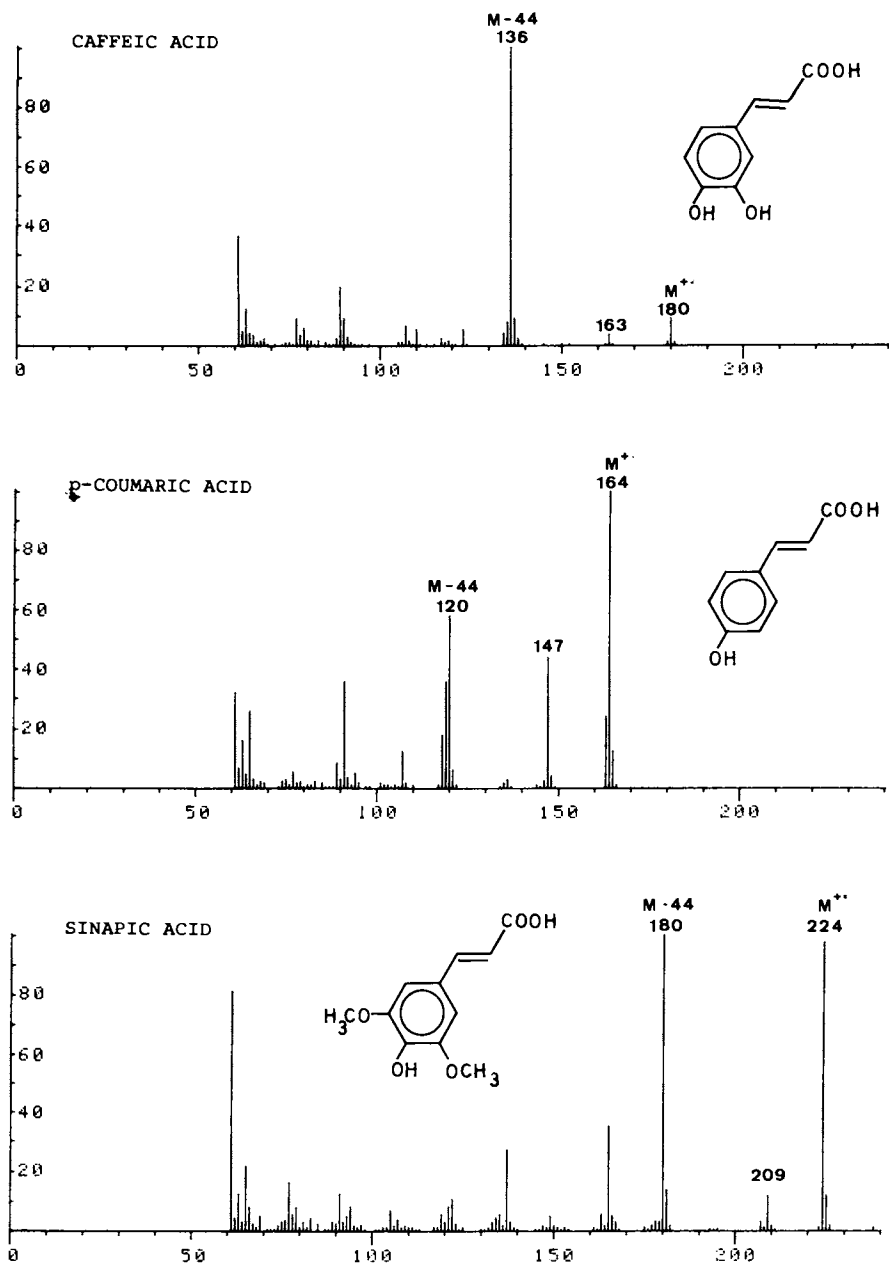 CAFFEIC ACID
M-44
136
COOH
80
60
40
20
OH OH
163
M+·
180
0 50 100 150 200
p-COUMARIC ACID
M+·
164
COOH
80
M-44
60
120
147
40
OH
20
0 50 100 150 200
SINAPIC ACID
COOH
M-44
180
M+·
224
80
H3CO
60
OH OCH3
40
20
209
0 50 100 150 200